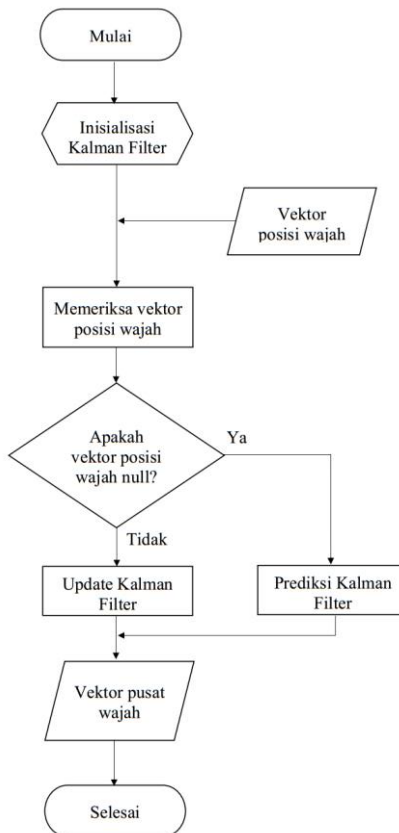 Mulai
Inisialisasi
Kalman Filter
Vektor
posisi wajah
Memeriksa vektor
posisi wajah
Apakah
vektor posisi
wajah null?
Ya
Tidak
Update Kalman
Filter
Prediksi Kalman
Filter
Vektor pusat
wajah
Selesai